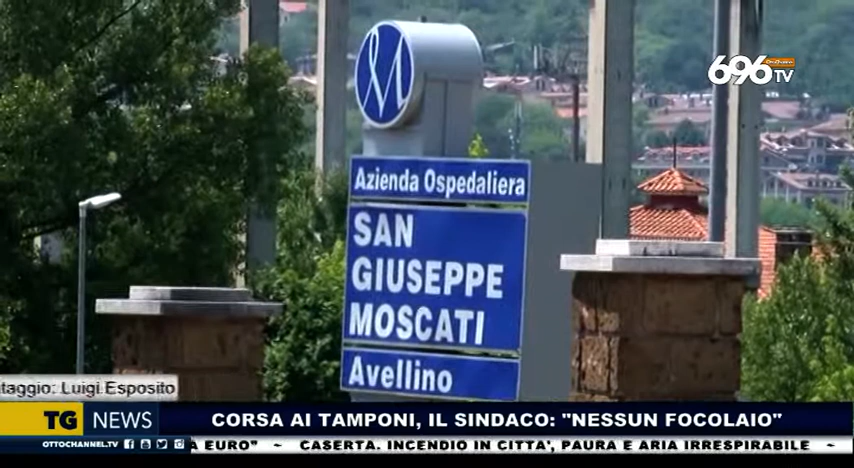 696
OttoChannel
TV
M
Azienda Ospedaliera
SAN
GIUSEPPE
MOSCATI
Avellino
taggio: Luigi Esposito
TG NEWS
CORSA AI TAMPONI, IL SINDACO: "NESSUN FOCOLAIO"
OTTOCHANNEL.TV
A EURO" ~ CASERTA. INCENDIO IN CITTA', PAURA E ARIA IRRESPIRABILE ~